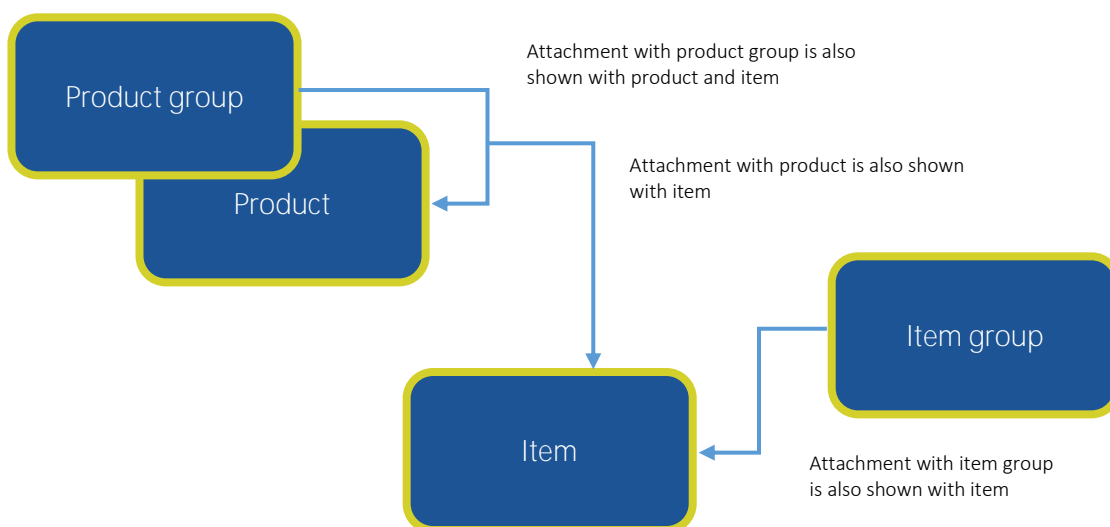 Attachment with product group is also
shown with product and item
Product group
Attachment with product is also shown
with item
Product
Item group
Item
Attachment with item group
is also shown with item